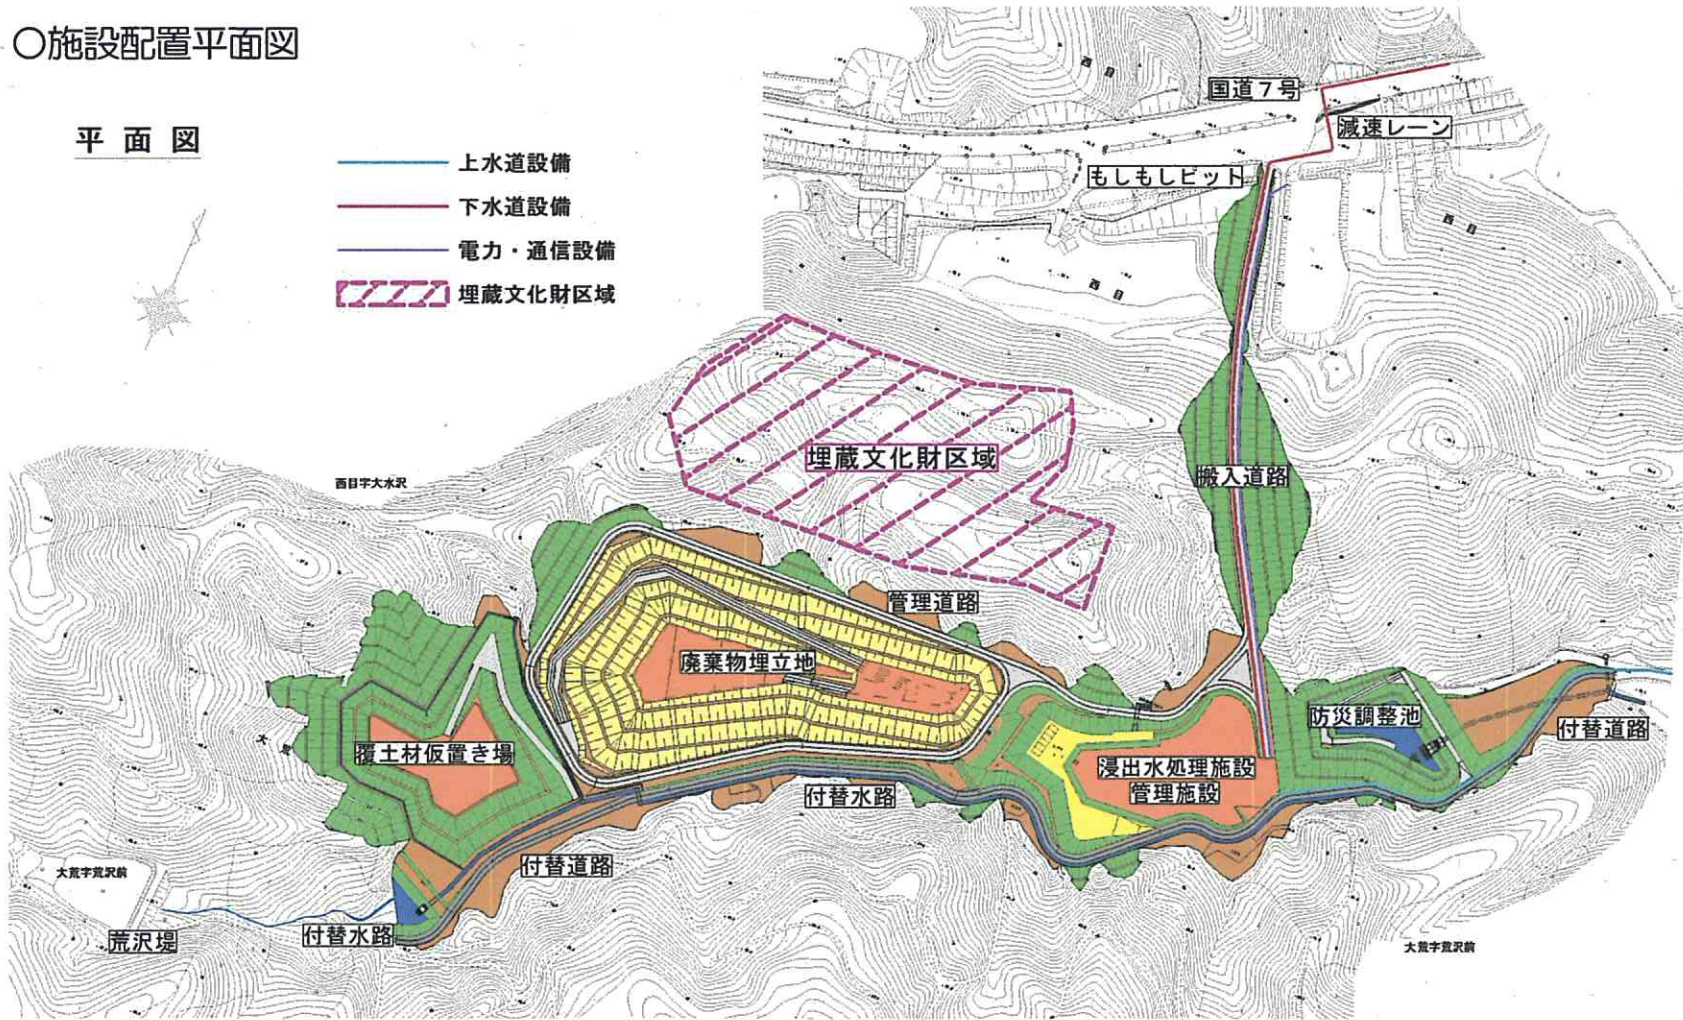 〇施設配置平面図
平面図
上水道設備
下水道設備
電力・通信設備
埋蔵文化財区域
国道7号
減速レーン
もしもしピット
西目
西目
西目
埋蔵文化財区域
搬入道路
西目字大水沢
管理道路
廃棄物埋立地
覆土材仮置き場
防災調整池
付替道路
浸出水処理施設
管理施設
付替水路
付替道路
大荒字荒沢前
付替水路
荒沢堤
大荒字荒沢前